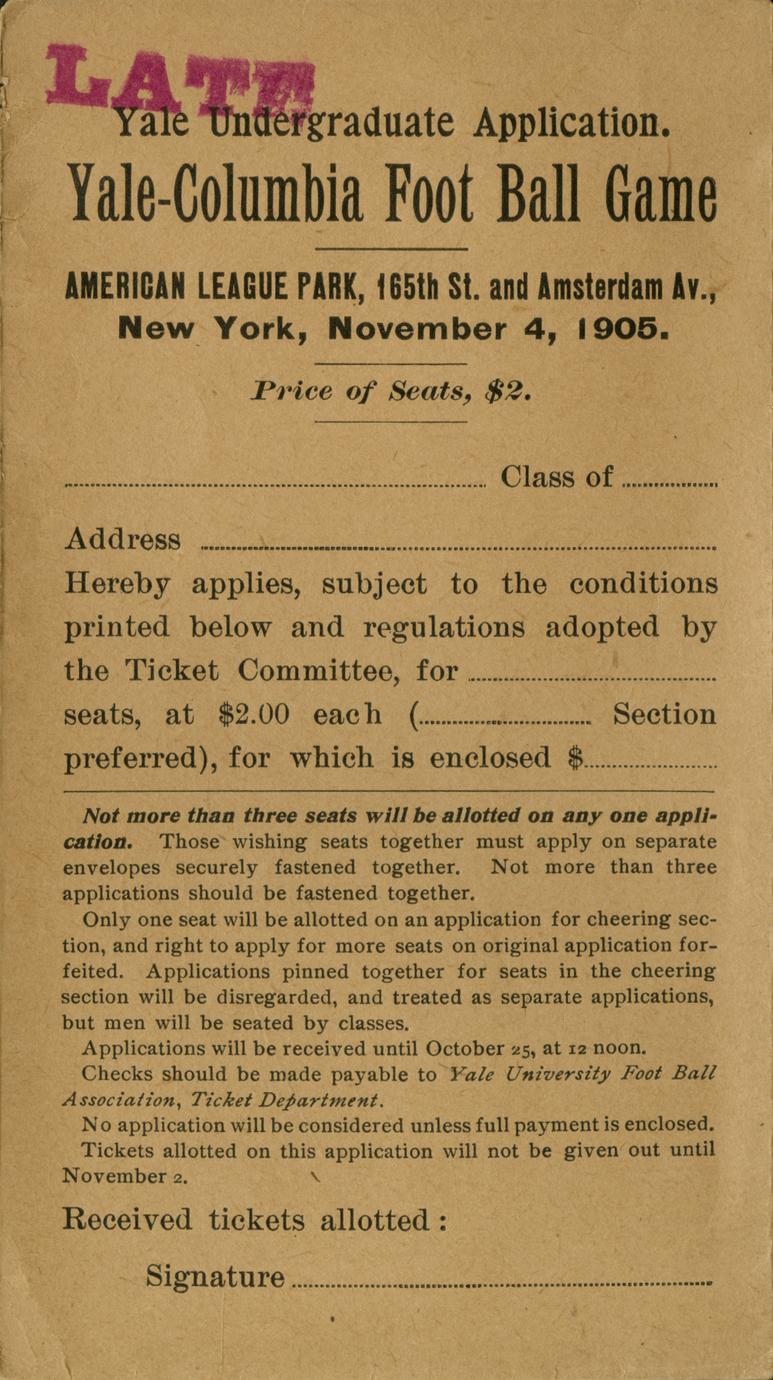 LATE
Yale Undergraduate Application.
Yale-Columbia Foot Ball Game
AMERICAN LEAGUE PARK, 165th St. and Amsterdam Av.,
New York, November 4, 1905.
Price of Seats, $2.
Class of
Address
Hereby applies, subject to the conditions
printed below and regulations adopted by
the Ticket Committee, for
seats, at $2.00 each ( Section
preferred), for which is enclosed $
Not more than three seats will be allotted on any one appli-
cation. Those wishing seats together must apply on separate
envelopes securely fastened together. Not more than three
applications should be fastened together.
Only one seat will be allotted on an application for cheering sec-
tion, and right to apply for more seats on original application for-
feited. Applications pinned together for seats in the cheering
section will be disregarded, and treated as separate applications,
but men will be seated by classes.
Applications will be received until October 25, at 12 noon.
Checks should be made payable to Yale University Foot Ball
Association, Ticket Department.
No application will be considered unless full payment is enclosed.
Tickets allotted on this application will not be given out until
November 2.
Received tickets allotted :
Signature